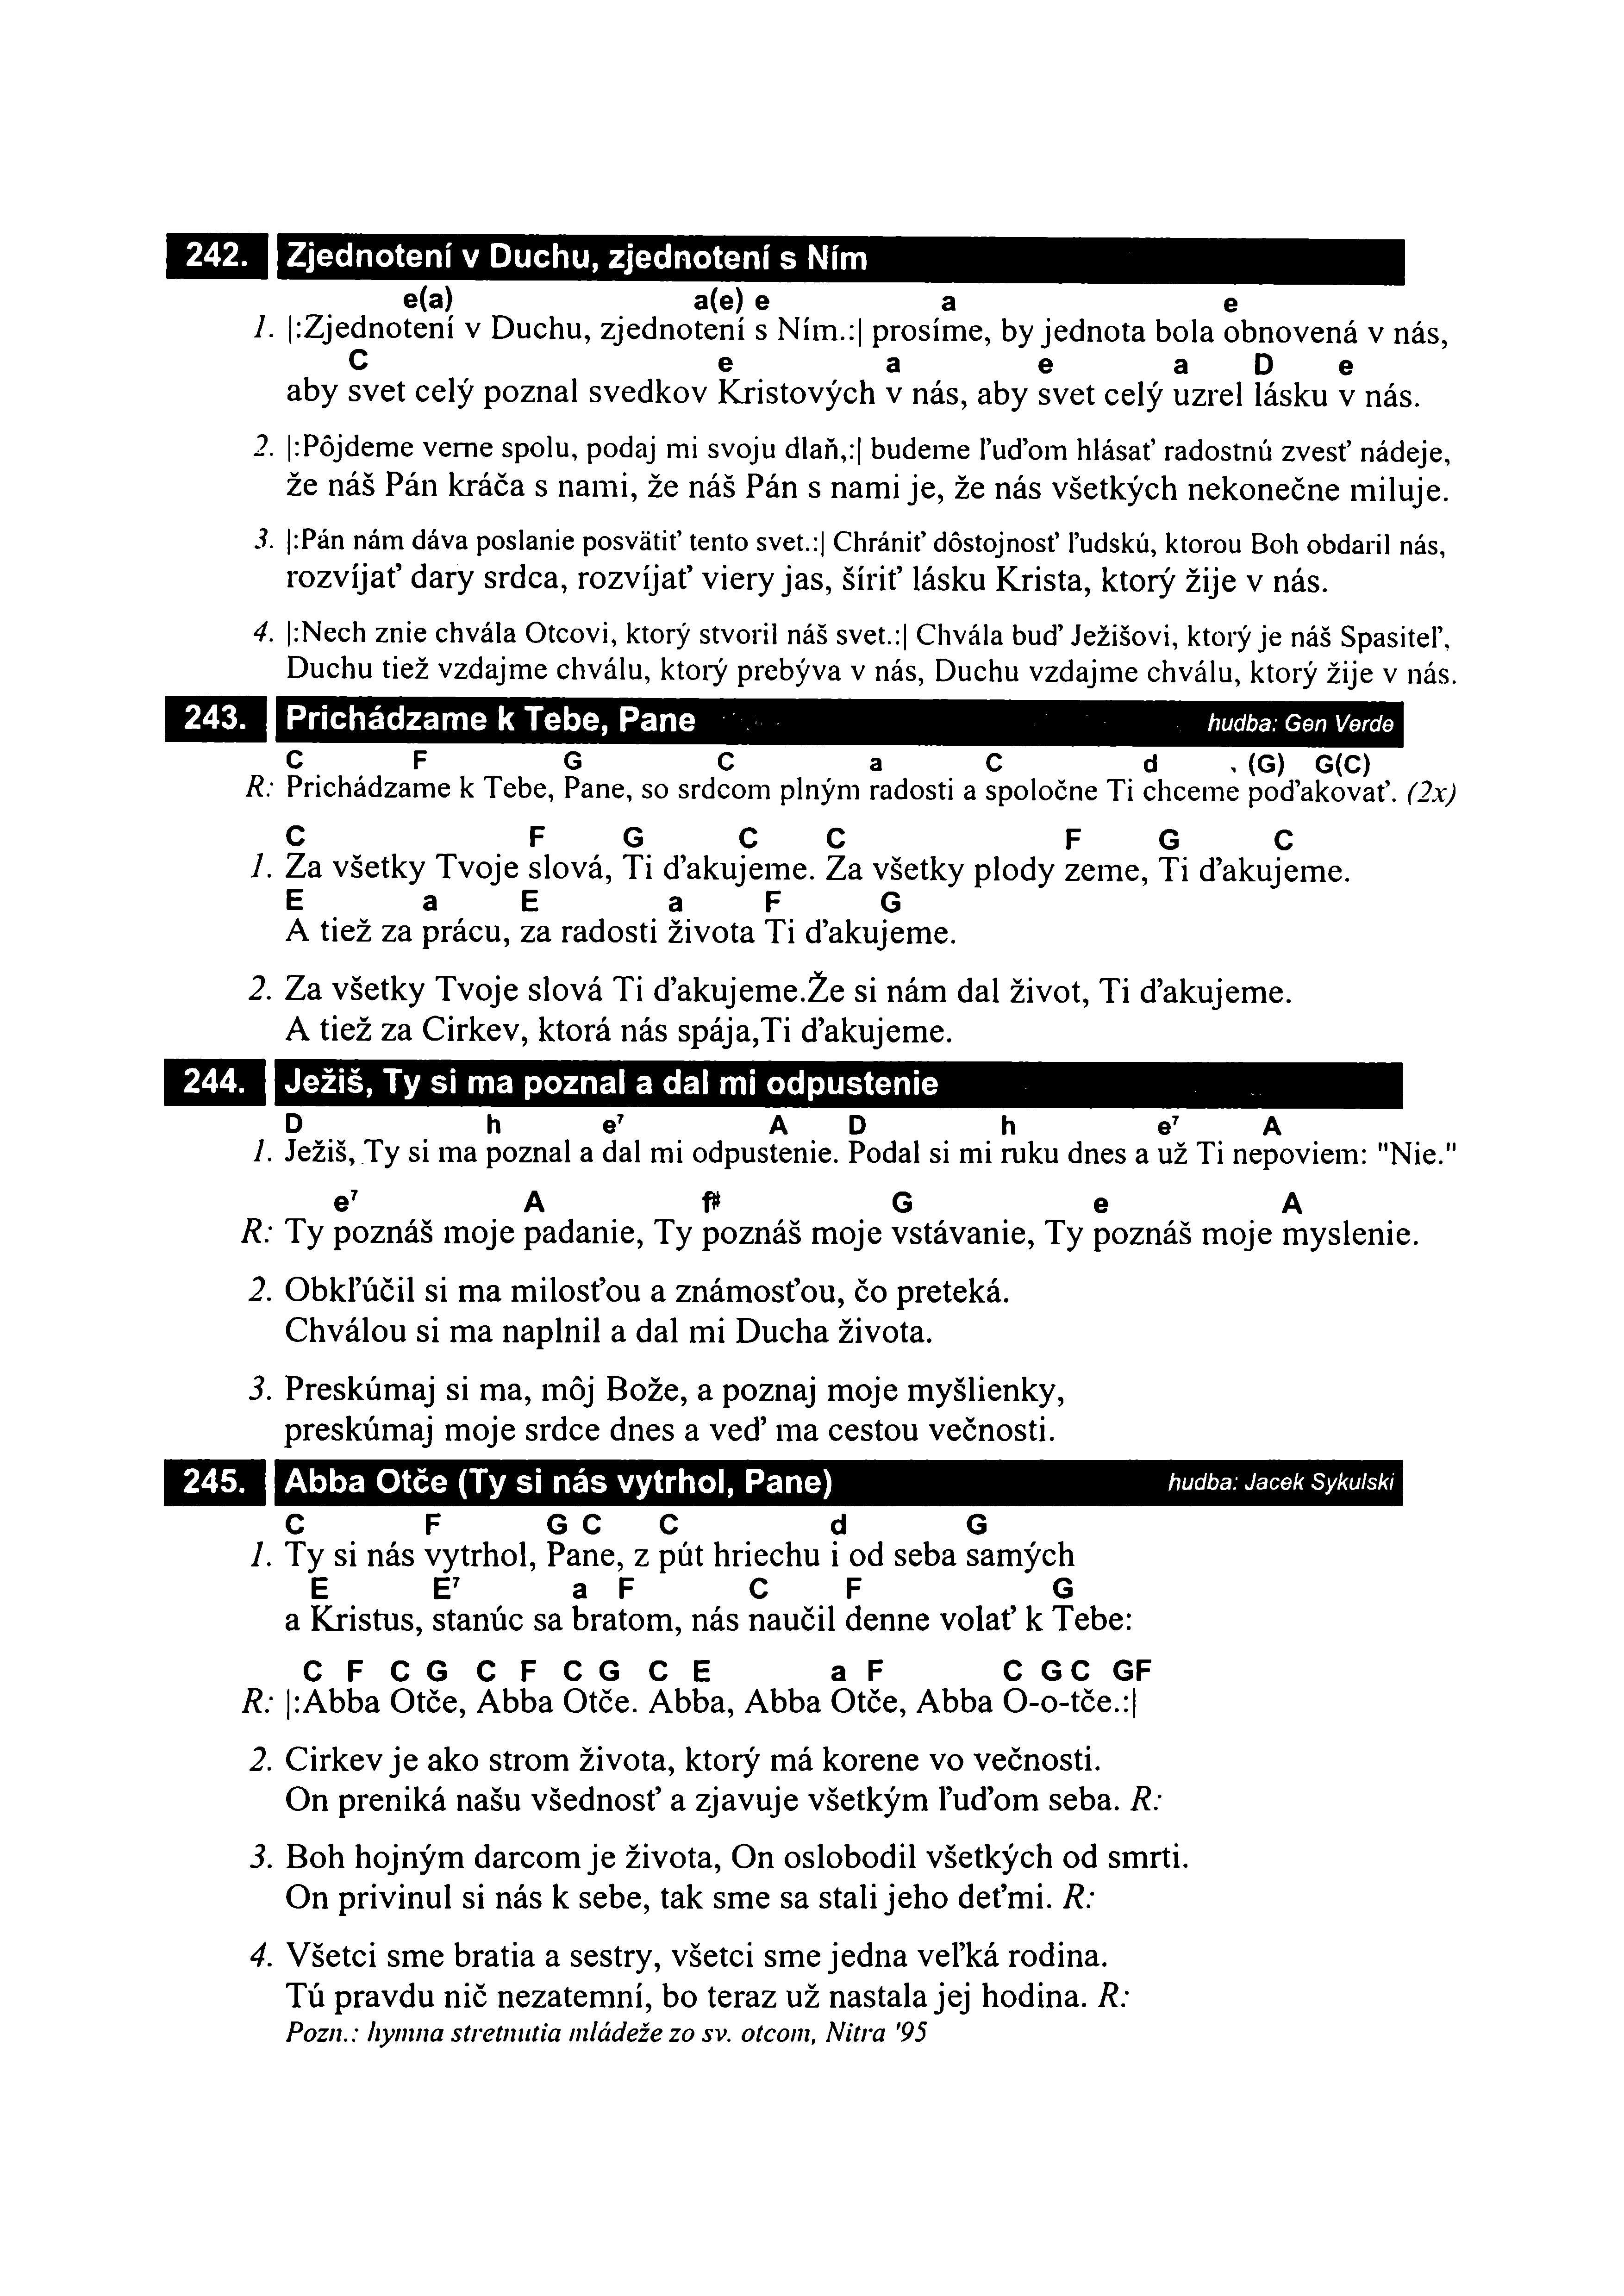 242. Zjednotení v Duchu, zjednotení s Ním
e(a) a(e) e a e
1. |:Zjednotení v Duchu, zjednotení s Ním.:| prosíme, by jednota bola obnovená v nás,
C e a e a D e
aby svet celý poznal svedkov Kristových v nás, aby svet celý uzrel lásku v nás.
2. |:Pôjdeme verne spolu, podaj mi svoju dlaň,:| budeme ľuďom hlásať radostnú zvesť nádeje,
že náš Pán kráča s nami, že náš Pán s nami je, že nás všetkých nekonečne miluje.
3. |:Pán nám dáva poslanie posvätiť tento svet.:| Chrániť dôstojnosť ľudskú, ktorou Boh obdaril nás,
rozvíjať dary srdca, rozvíjať viery jas, šíriť lásku Krista, ktorý žije v nás.
4. |:Nech znie chvála Otcovi, ktorý stvoril náš svet.:| Chvála buď Ježišovi, ktorý je náš Spasiteľ,
Duchu tiež vzdajme chválu, ktorý prebýva v nás, Duchu vzdajme chválu, ktorý žije v nás.
243. Prichádzame k Tebe, Pane hudba: Gen Verde
C F G C a C d (G) G(C)
R: Prichádzame k Tebe, Pane, so srdcom plným radosti a spoločne Ti chceme poďakovať. (2x)
C F G C C F G C
1. Za všetky Tvoje slová, Ti ďakujeme. Za všetky plody zeme, Ti ďakujeme.
E a E a F G
A tiež za prácu, za radosti života Ti ďakujeme.
2. Za všetky Tvoje slová Ti ďakujeme.Že si nám dal život, Ti ďakujeme.
A tiež za Cirkev, ktorá nás spája,Ti ďakujeme.
244. Ježiš, Ty si ma poznal a dal mi odpustenie
D h e⁷ A D h e⁷ A
1. Ježiš, Ty si ma poznal a dal mi odpustenie. Podal si mi ruku dnes a už Ti nepoviem: "Nie."
e⁷ A f# G e A
R: Ty poznáš moje padanie, Ty poznáš moje vstávanie, Ty poznáš moje myslenie.
2. Obkľúčil si ma milosťou a známosťou, čo preteká.
Chválou si ma naplnil a dal mi Ducha života.
3. Preskúmaj si ma, môj Bože, a poznaj moje myšlienky,
preskúmaj moje srdce dnes a veď ma cestou večnosti.
245. Abba Otče (Ty si nás vytrhol, Pane) hudba: Jacek Sykulski
C F G C C d G
1. Ty si nás vytrhol, Pane, z pút hriechu i od seba samých
E E⁷ a F C F G
a Kristus, stanúc sa bratom, nás naučil denne volať k Tebe:
C F C G C F C G C E a F C G C GF
R: |:Abba Otče, Abba Otče. Abba, Abba Otče, Abba O-o-tče.:|
2. Cirkev je ako strom života, ktorý má korene vo večnosti.
On preniká našu všednosť a zjavuje všetkým ľuďom seba. R:
3. Boh hojným darcom je života, On oslobodil všetkých od smrti.
On privinul si nás k sebe, tak sme sa stali jeho deťmi. R:
4. Všetci sme bratia a sestry, všetci sme jedna veľká rodina.
Tú pravdu nič nezatemní, bo teraz už nastala jej hodina. R:
Pozn.: hymna stretnutia mládeže zo sv. otcom, Nitra '95